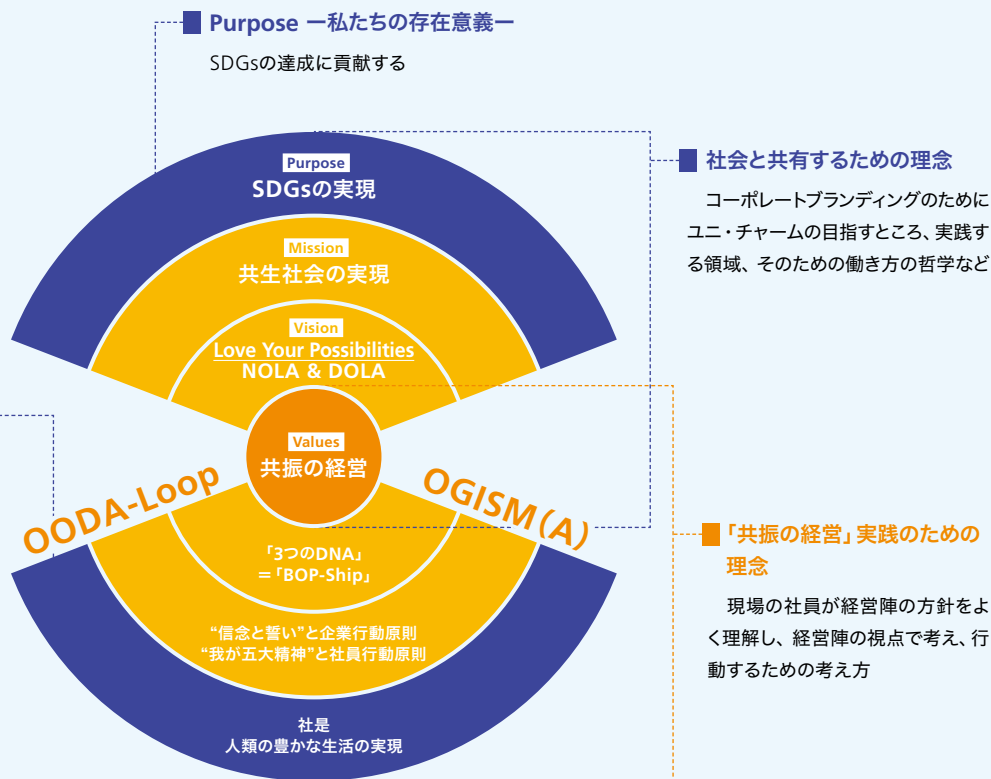 Purpose ー私たちの存在意義ー
SDGsの達成に貢献する
Purpose
SDGsの実現
Mission
共生社会の実現
Vision
Love Your Possibilities
NOLA & DOLA
Values
共振の経営
OODA-Loop
OGISM(A)
「3つのDNA」
=「BOP-Ship」
“信念と誓い”と企業行動原則
“我が五大精神”と社員行動原則
社是
人類の豊かな生活の実現
社会と共有するための理念
コーポレートブランディングのために
ユニ・チャームの目指すところ、実践す
る領域、そのための働き方の哲学など
「共振の経営」実践のための
理念
現場の社員が経営陣の方針をよ
く理解し、経営陣の視点で考え、行
動するための考え方